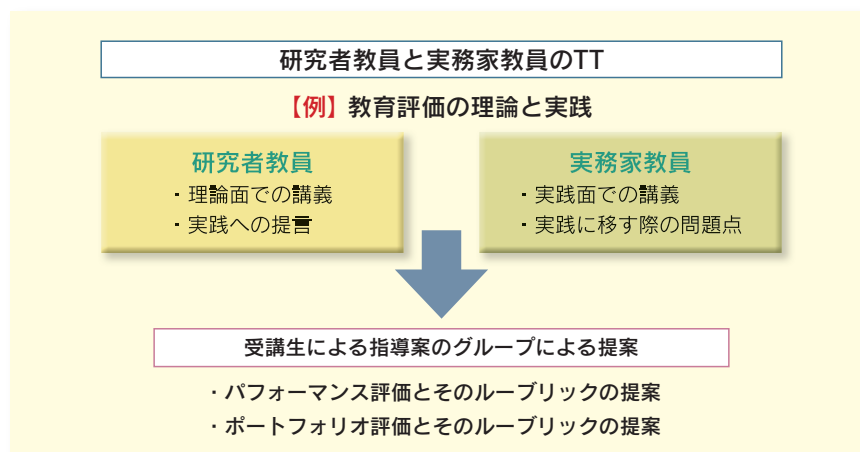 研究者教員と実務家教員のTT
【例】教育評価の理論と実践
研究者教員
・理論面での講義
・実践への提言
実務家教員
・実践面での講義
・実践に移す際の問題点
受講生による指導案のグループによる提案
・パフォーマンス評価とそのルーブリックの提案
・ポートフォリオ評価とそのルーブリックの提案